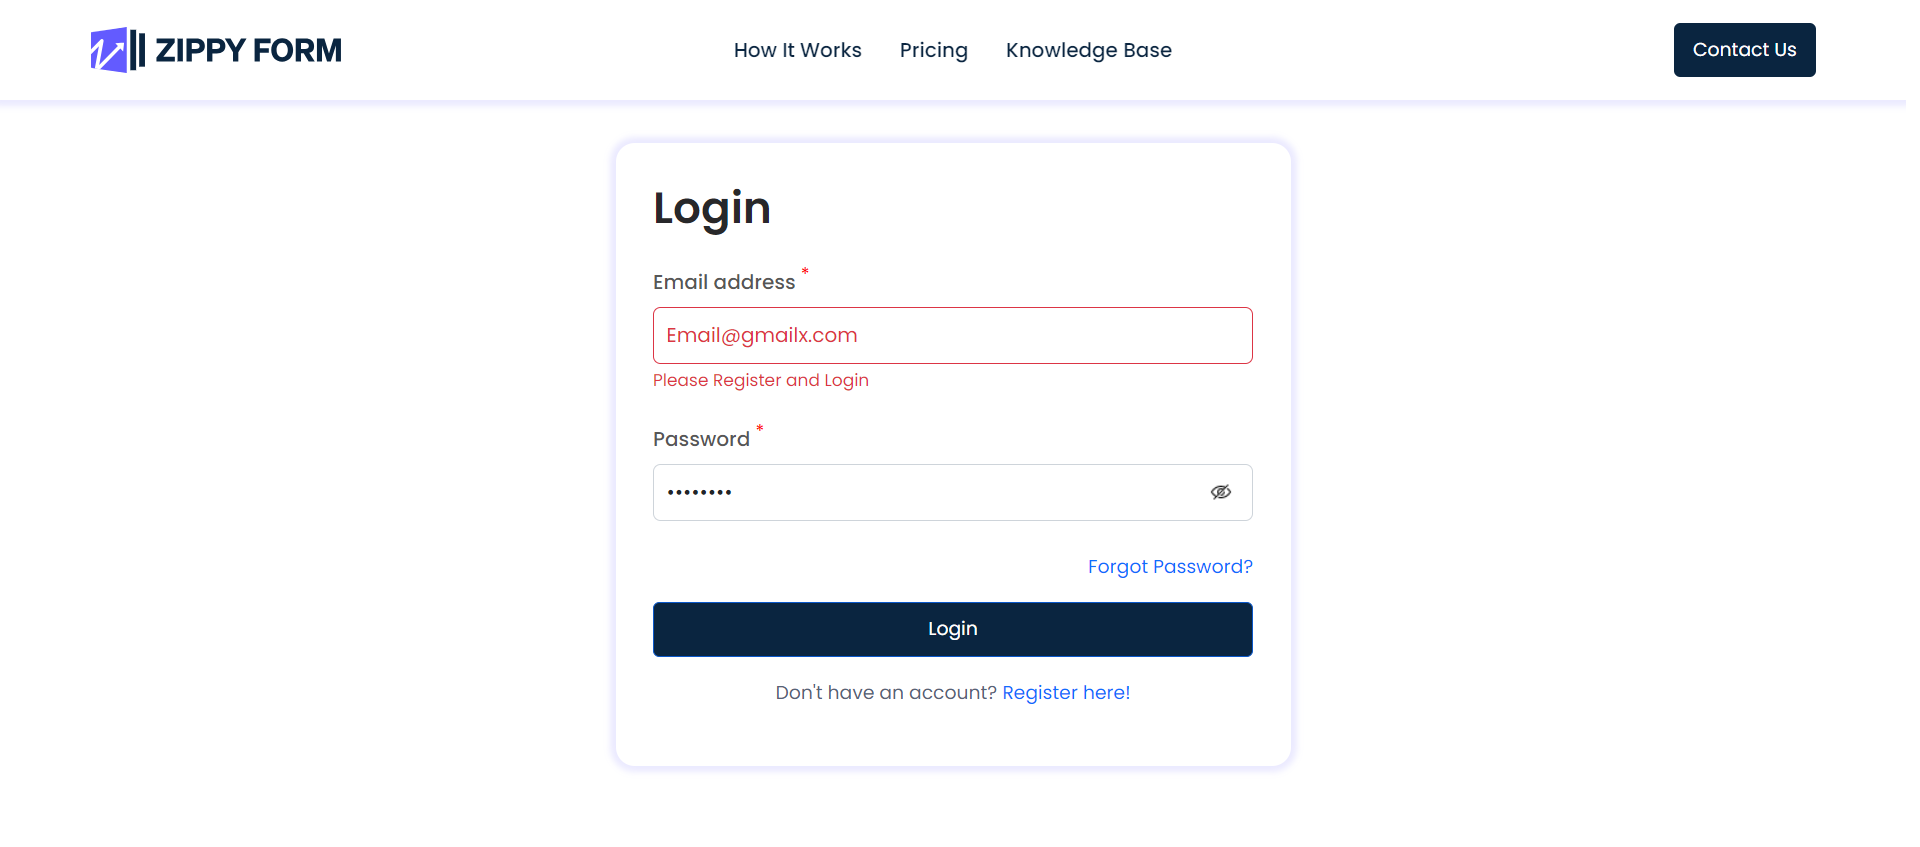 ZIPPY FORM
How It Works Pricing Knowledge Base
Contact Us
Login
Email address *
Email@gmailx.com
Please Register and Login
Password *
••••••••
Forgot Password?
Login
Don't have an account? Register here!